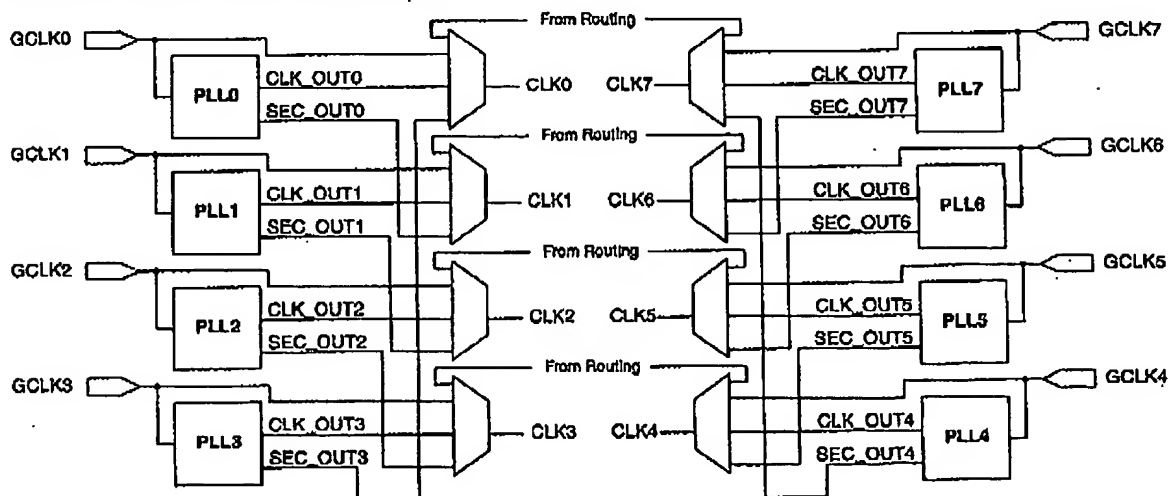 From Routing
GCLK0 GCLK7
PLL0 CLK_OUT0 CLK0 CLK7 CLK_OUT7 PLL7
SEC_OUT0 SEC_OUT7
From Routing
GCLK1 GCLK6
PLL1 CLK_OUT1 CLK1 CLK6 CLK_OUT6 PLL6
SEC_OUT1 SEC_OUT6
From Routing
GCLK2 GCLK5
PLL2 CLK_OUT2 CLK2 CLK5 CLK_OUT5 PLL5
SEC_OUT2 SEC_OUT5
From Routing
GCLK3 GCLK4
PLL3 CLK_OUT3 CLK3 CLK4 CLK_OUT4 PLL4
SEC_OUT3 SEC_OUT4